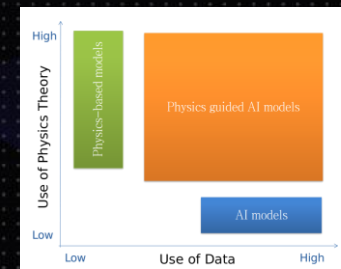 High
Use of Physics Theory
Physics-based models
Physics guided AI models
AI models
Low
Low
Use of Data
High